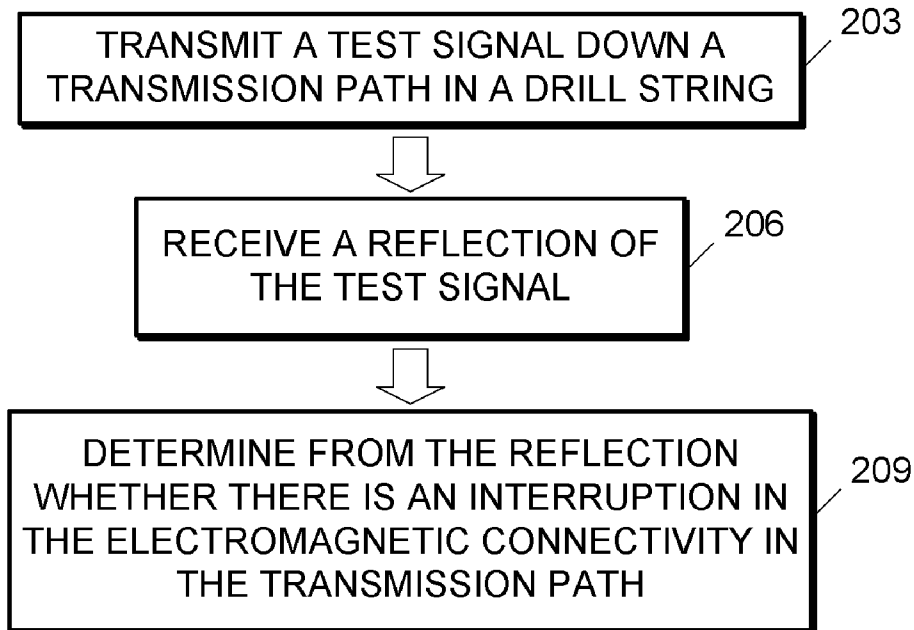 TRANSMIT A TEST SIGNAL DOWN A
TRANSMISSION PATH IN A DRILL STRING
203
RECEIVE A REFLECTION OF
THE TEST SIGNAL
206
DETERMINE FROM THE REFLECTION
WHETHER THERE IS AN INTERRUPTION IN
THE ELECTROMAGNETIC CONNECTIVITY IN
THE TRANSMISSION PATH
209